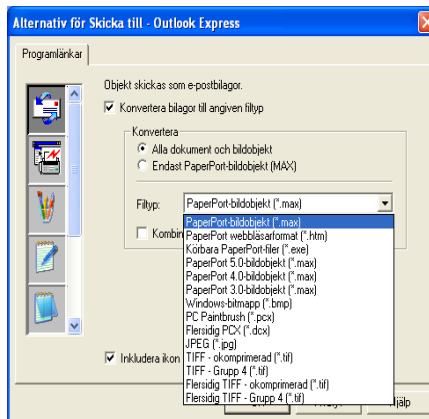 Alternativ för Skicka till - Outlook Express
Programlänkar
Objekt skickas som e-postbilagor.
Konvertera bilagor till angiven filtyp
Konvertera
Alla dokument och bildobjekt
Endast PaperPort-bildobjekt (MAX)
Filtyp: PaperPort-bildobjekt (*.max)
PaperPort-bildobjekt (*.max)
PaperPort webbläsarformat (*.htm)
Körbara PaperPort-filer (*.exe)
PaperPort 5.0-bildobjekt (*.max)
PaperPort 4.0-bildobjekt (*.max)
PaperPort 3.0-bildobjekt (*.max)
Windows-bitmapp (*.bmp)
PC Paintbrush (*.pcx)
Flersidig PCX (*.dcx)
JPEG (*.jpg)
TIFF - okomprimerad (*.tif)
TIFF - Grupp 4 (*.tif)
Flersidig TIFF - okomprimerad (*.tif)
Flersidig TIFF - Grupp 4 (*.tif)
Kombin
Inkludera ikon